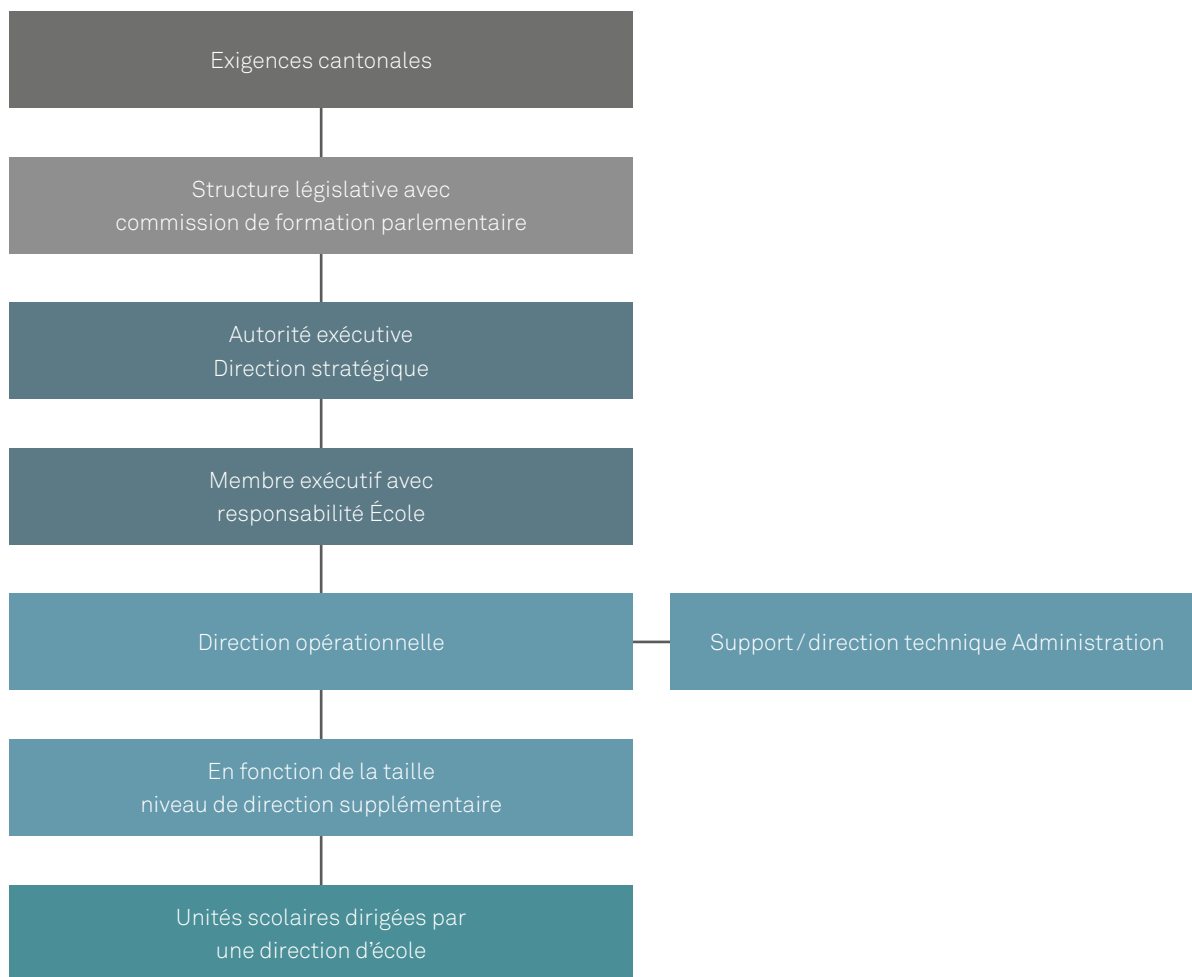 Exigences cantonales
Structure législative avec
commission de formation parlementaire
Autorité exécutive
Direction stratégique
Membre exécutif avec
responsabilité École
Direction opérationnelle
Support / direction technique Administration
En fonction de la taille
niveau de direction supplémentaire
Unités scolaires dirigées par
une direction d’école